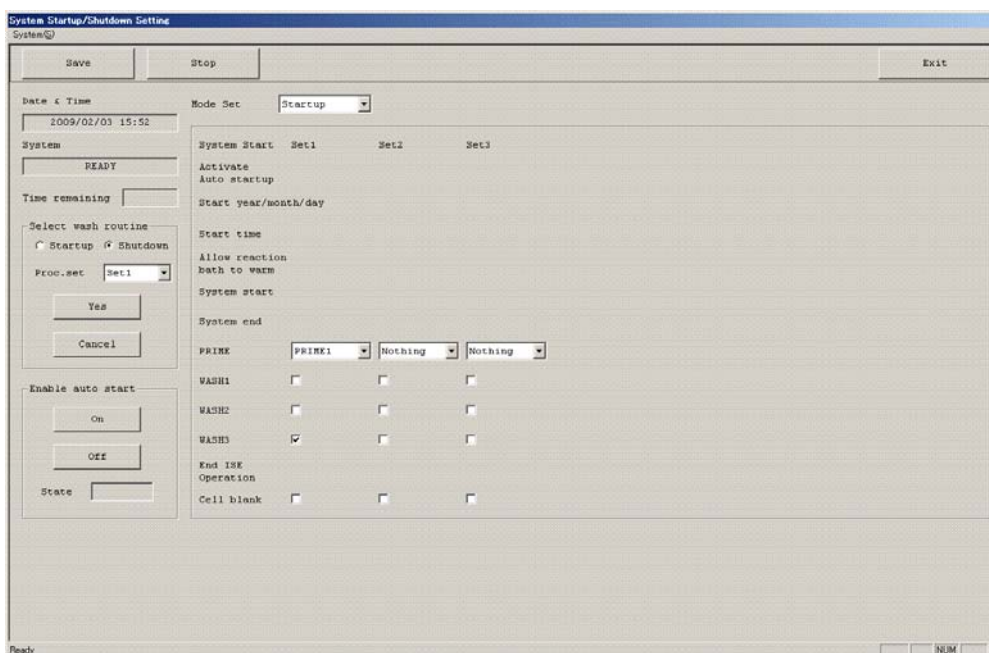 System Startup/Shutdown Setting
System(S)
Save Stop Exit
Date & Time
2009/02/03 15:52
Mode Set Startup
System
READY
Time remaining
Select wash routine
Startup Shutdown
Proc.set Set1
Yes
Cancel
Enable auto start
On
Off
State
System Start Set1 Set2 Set3
Activate
Auto startup
Start year/month/day
Start time
Allow reaction
bath to warm
System start
System end
PRIME PRIME1 Nothing Nothing
WASH1
WASH2
WASH3
End ISE
Operation
Cell blank
Ready NUM